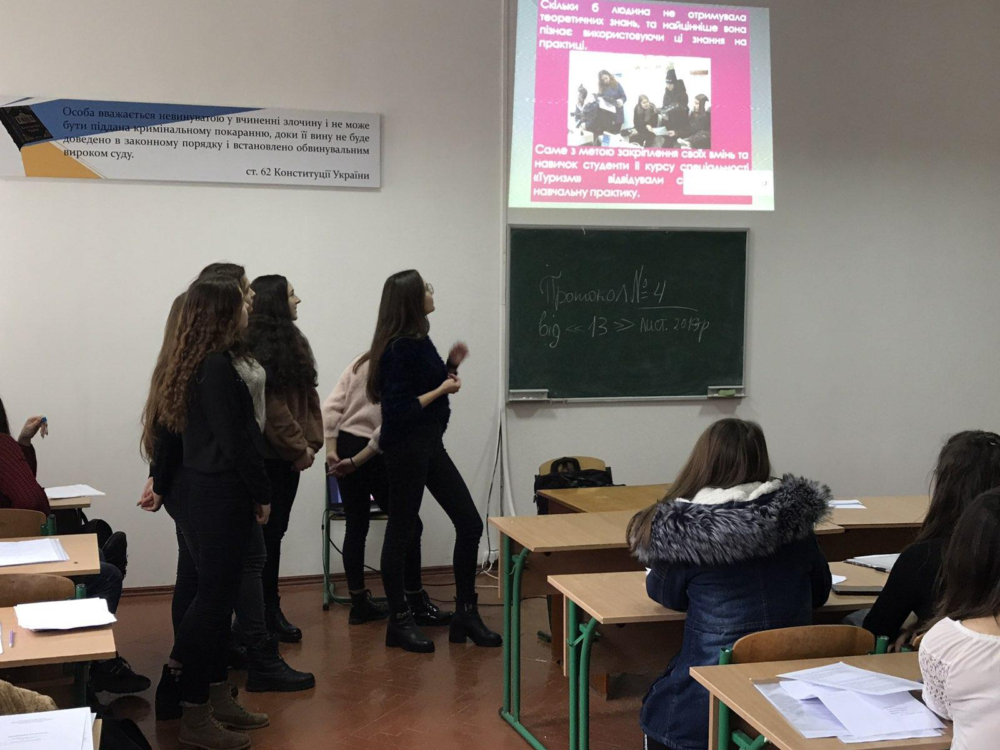 Особа вважається невинуватою у вчиненні злочину і не може
бути піддана кримінальному покаранню, доки її вину не буде
доведено в законному порядку і встановлено обвинувальним
вироком суду.
ст. 62 Конституції України
Скільки б людина не отримувала
теоретичних знань, та найцінніше вона
пізнає використовуючи ці знання на
практиці.
Саме з метою закріплення своїх вмінь та
навичок студенти ІІ курсу спеціальності
«Туризм» відвідували
навчальну практику.
Протокол № 4
від «13» лист. 2019р